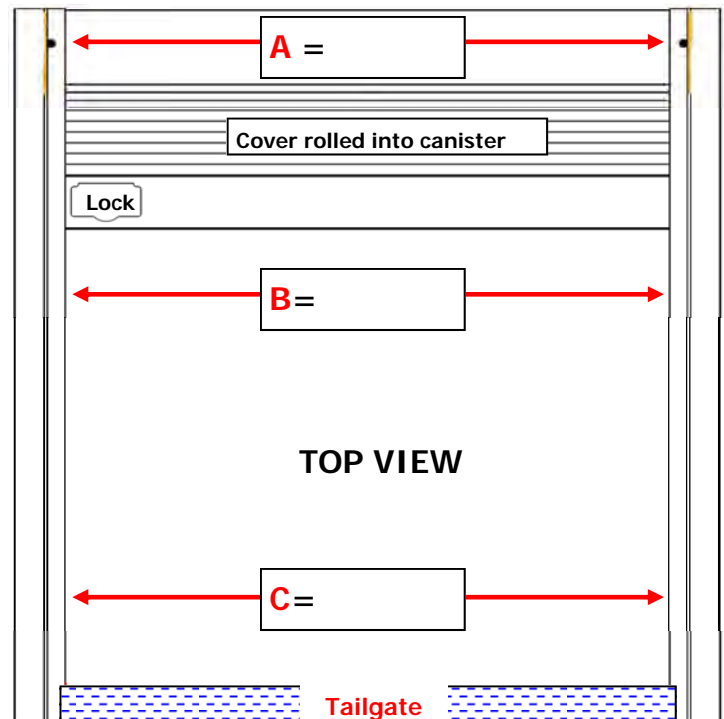 A =
Cover rolled into canister
Lock
B=
TOP VIEW
C=
Tailgate